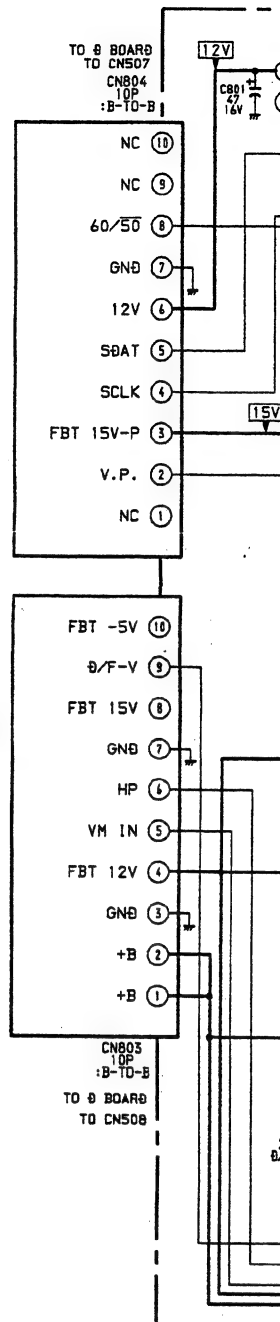 TO D BOARD
TO CN507
CN804
10P
:B-TO-B
12V
C801
47
16V
+
NC 10
NC 9
60/50 8
GND 7
12V 6
SDAT 5
SCLK 4
FBT 15V-P 3
15V
V.P. 2
NC 1
FBT -5V 10
D/F-V 9
FBT 15V 8
GND 7
HP 6
VM IN 5
FBT 12V 4
GND 3
+B 2
+B 1
CN803
10P
:B-TO-B
TO D BOARD
TO CN508